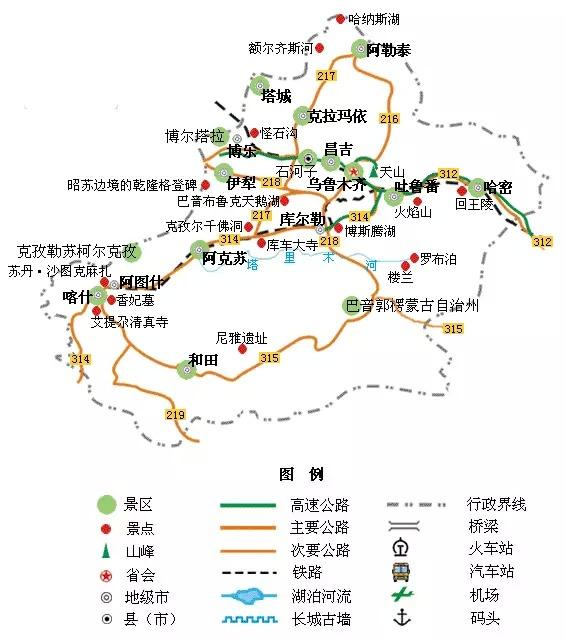 哈纳斯湖
额尔齐斯河
阿勒泰
217
塔城
克拉玛依
216
博尔塔拉
怪石沟
博乐
昌吉
石河子
天山
312
昭苏边境的乾隆格登碑
伊犁
218
乌鲁木齐
吐鲁番
哈密
巴音布鲁克天鹅湖
回王陵
火焰山
217
库尔勒
314
克孜尔千佛洞
314
博斯腾湖
312
218
库车大寺
克孜勒苏柯尔克孜
阿克苏
塔里木河
罗布泊
楼兰
苏丹·沙图克麻扎
阿图什
喀什
香妃墓
巴音郭楞蒙古自治州
艾提尕清真寺
315
尼雅遗址
314
和田
315
219
图 例
景区
高速公路
行政界线
景点
主要公路
桥梁
山峰
次要公路
火车站
省会
铁路
汽车站
地级市
湖泊河流
机场
县（市）
长城古墙
码头